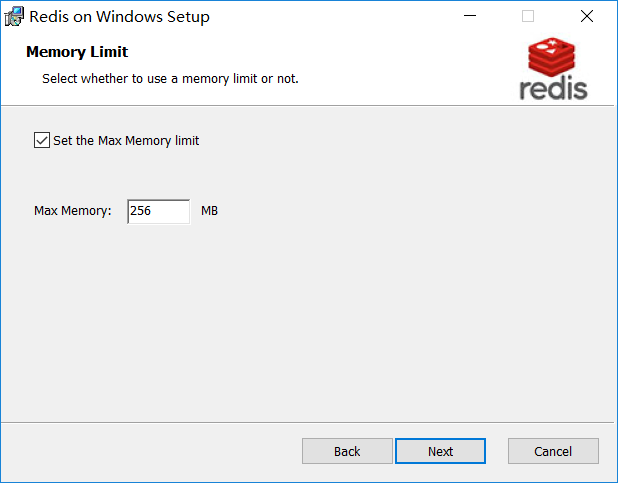 Redis on Windows Setup
Memory Limit
Select whether to use a memory limit or not.
redis
Set the Max Memory limit
Max Memory: 256 MB
Back Next Cancel